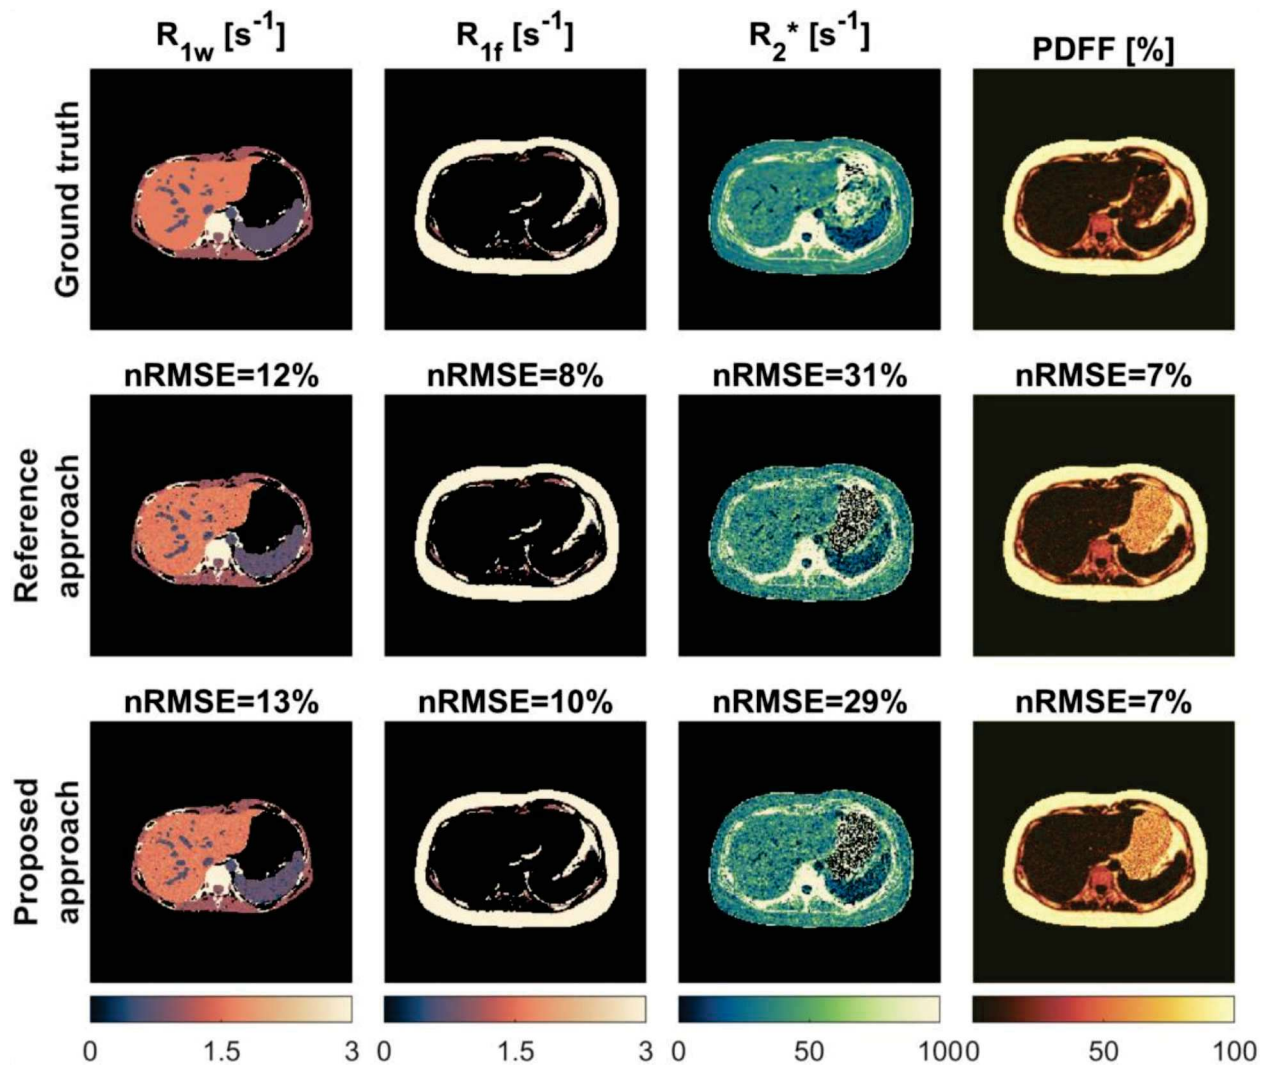 R1w [s-1] R1f [s-1] R2* [s-1] PDFF [%]
Ground truth
nRMSE=12% nRMSE=8% nRMSE=31% nRMSE=7%
Reference
approach
nRMSE=13% nRMSE=10% nRMSE=29% nRMSE=7%
Proposed
approach
0 1.5 3 0 1.5 3 0 50 100 0 50 100